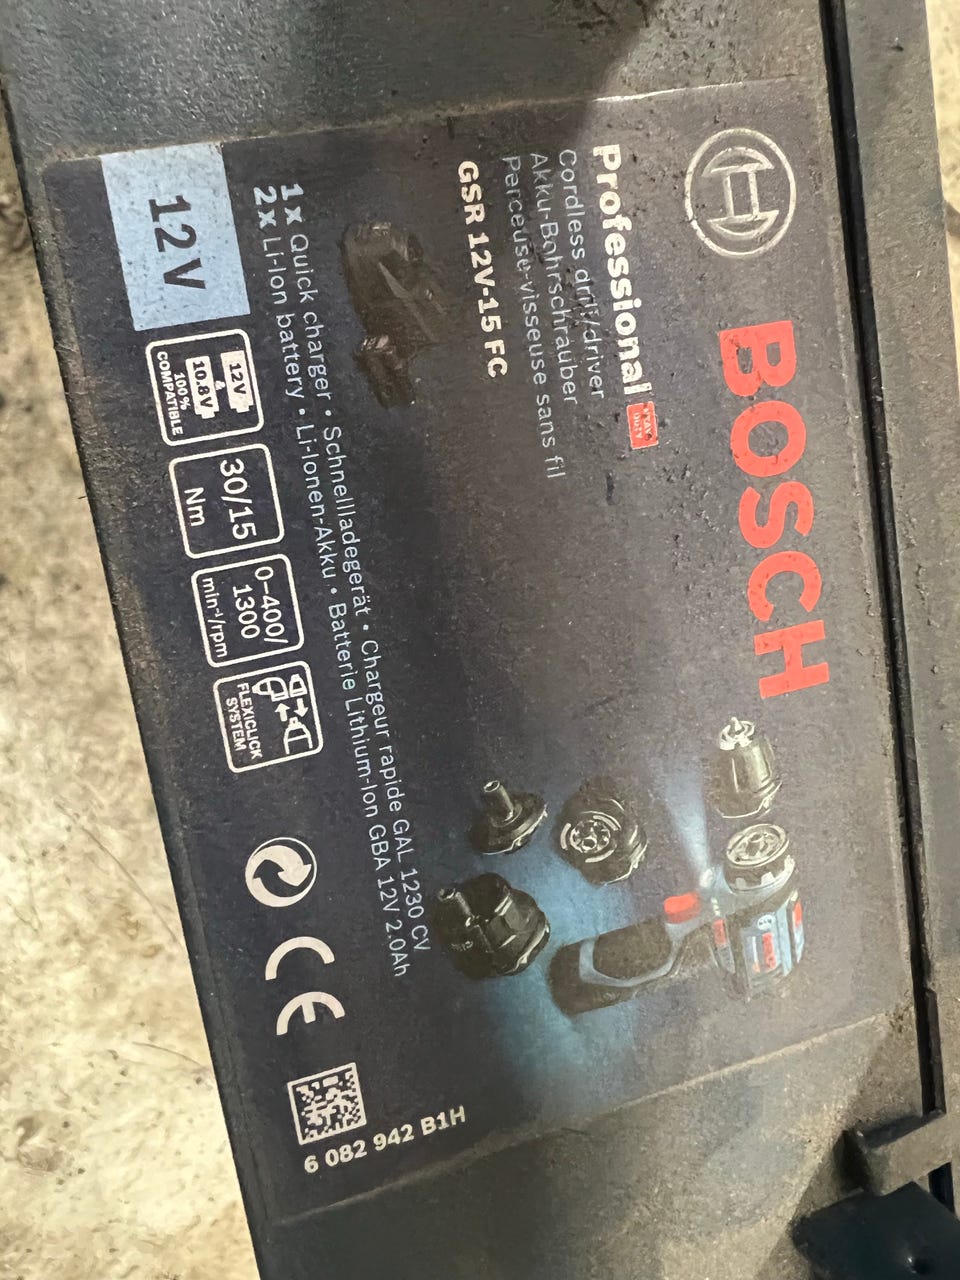 BOSCH
Professional
HEAVY
DUTY
Cordless drill/driver
Akku-Bohrschrauber
Perceuse-visseuse sans fil
GSR 12V-15 FC
1x Quick charger • Schnellladegerät • Chargeur rapide GAL 1230 CV
2x Li-Ion battery • Li-Ionen-Akku • Batterie Lithium-Ion GBA 12V 2.0Ah
12V
12V
&
10.8V
100%
COMPATIBLE
30/15
Nm
0-400/
1300
min-¹/rpm
FLEXICLICK
SYSTEM
CE
6 082 942 B1H